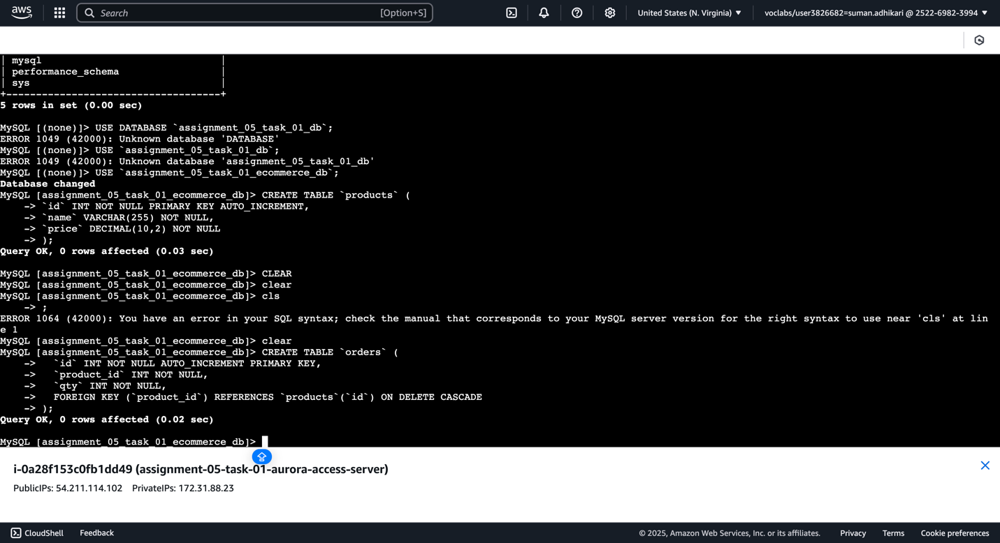 aws
Search
[Option+S]
United States (N. Virginia) ▼
voclabs/user3826682=suman.adhikari @ 2522-6982-3994 ▼
| mysql |
| performance_schema |
| sys |
+------------------------------------+
5 rows in set (0.00 sec)
MySQL [(none)]> USE DATABASE `assignment_05_task_01_db`;
ERROR 1049 (42000): Unknown database 'DATABASE'
MySQL [(none)]> USE `assignment_05_task_01_db`;
ERROR 1049 (42000): Unknown database 'assignment_05_task_01_db'
MySQL [(none)]> USE `assignment_05_task_01_ecommerce_db`;
Database changed
MySQL [assignment_05_task_01_ecommerce_db]> CREATE TABLE `products` (
    -> `id` INT NOT NULL PRIMARY KEY AUTO_INCREMENT,
    -> `name` VARCHAR(255) NOT NULL,
    -> `price` DECIMAL(10,2) NOT NULL
    -> );
Query OK, 0 rows affected (0.03 sec)
MySQL [assignment_05_task_01_ecommerce_db]> CLEAR
MySQL [assignment_05_task_01_ecommerce_db]> clear
MySQL [assignment_05_task_01_ecommerce_db]> cls
    -> ;
ERROR 1064 (42000): You have an error in your SQL syntax; check the manual that corresponds to your MySQL server version for the right syntax to use near 'cls' at lin
e 1
MySQL [assignment_05_task_01_ecommerce_db]> clear
MySQL [assignment_05_task_01_ecommerce_db]> CREATE TABLE `orders` (
    ->   `id` INT NOT NULL AUTO_INCREMENT PRIMARY KEY,
    ->   `product_id` INT NOT NULL,
    ->   `qty` INT NOT NULL,
    ->   FOREIGN KEY (`product_id`) REFERENCES `products`(`id`) ON DELETE CASCADE
    -> );
Query OK, 0 rows affected (0.02 sec)
MySQL [assignment_05_task_01_ecommerce_db]>
i-0a28f153c0fb1dd49 (assignment-05-task-01-aurora-access-server)
PublicIPs: 54.211.114.102 PrivateIPs: 172.31.88.23
CloudShell Feedback © 2025, Amazon Web Services, Inc. or its affiliates. Privacy Terms Cookie preferences